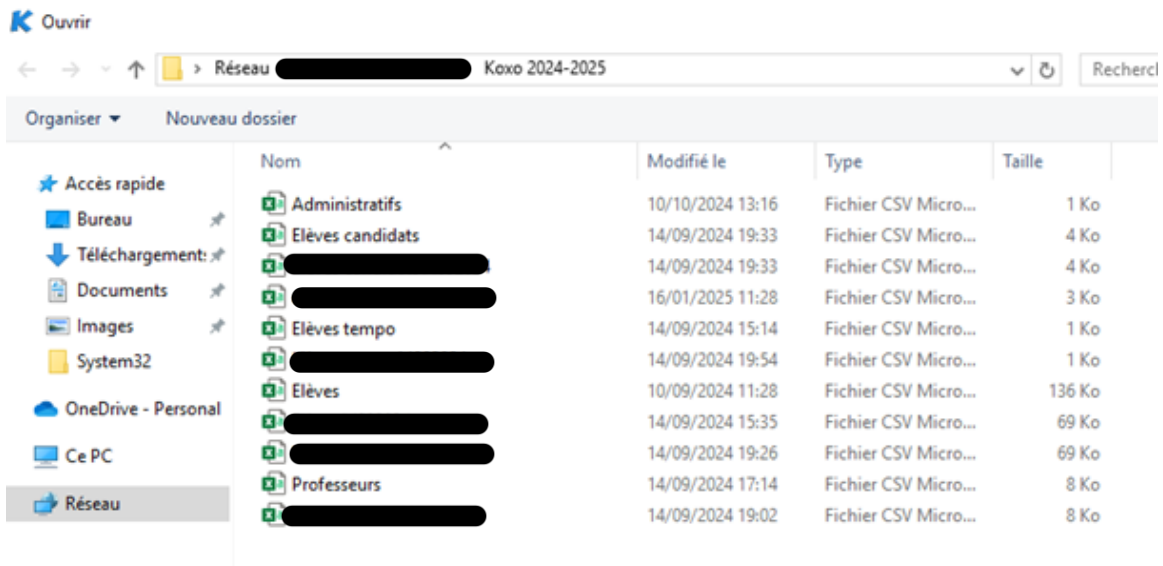 Ouvrir
Réseau Koxo 2024-2025
Organiser Nouveau dossier
Nom Modifié le Type Taille
Accès rapide
Bureau
Téléchargement:
Documents
Images
System32
OneDrive - Personal
Ce PC
Réseau
Administratifs 10/10/2024 13:16 Fichier CSV Micro... 1 Ko
Elèves candidats 14/09/2024 19:33 Fichier CSV Micro... 4 Ko
14/09/2024 19:33 Fichier CSV Micro... 4 Ko
16/01/2025 11:28 Fichier CSV Micro... 3 Ko
Elèves tempo 14/09/2024 15:14 Fichier CSV Micro... 1 Ko
14/09/2024 19:54 Fichier CSV Micro... 1 Ko
Elèves 10/09/2024 11:28 Fichier CSV Micro... 136 Ko
14/09/2024 15:35 Fichier CSV Micro... 69 Ko
14/09/2024 19:26 Fichier CSV Micro... 69 Ko
Professeurs 14/09/2024 17:14 Fichier CSV Micro... 8 Ko
14/09/2024 19:02 Fichier CSV Micro... 8 Ko